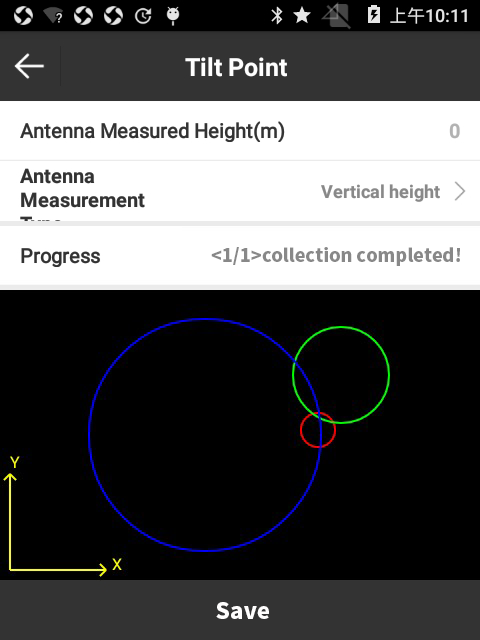 上午10:11
Tilt Point
Antenna Measured Height(m) 0
Antenna
Measurement
Vertical height
Progress <1/1>collection completed!
Y
X
Save